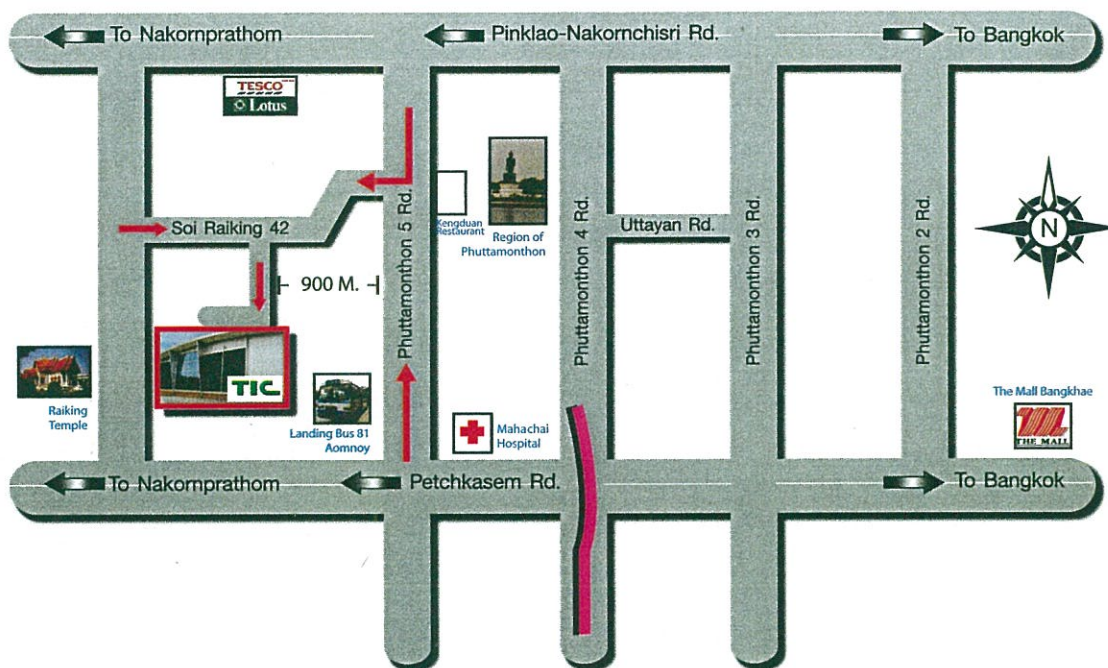 To Nakornprathom
Pinklao-Nakornchisri Rd.
To Bangkok
TESCO
Lotus
Soi Raiking 42
900 M.
Phuttamonthon 5 Rd.
Kengduan
Restaurant
Region of
Phuttamonthon
Phuttamonthon 4 Rd.
Uttayan Rd.
Phuttamonthon 3 Rd.
Phuttamonthon 2 Rd.
N
TIC
Raiking
Temple
Landing Bus 81
Aomnoy
Mahachai
Hospital
The Mall Bangkhae
THE MALL
To Nakornprathom
Petchkasem Rd.
To Bangkok